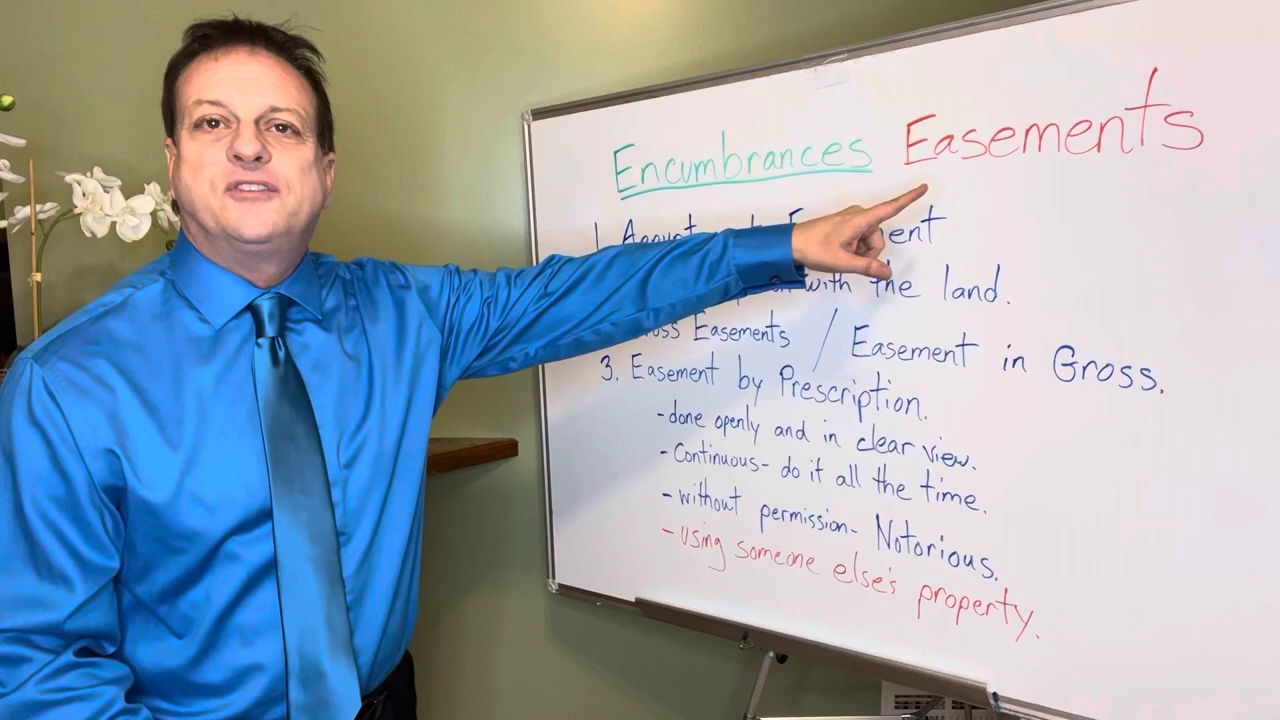 Encumbrances Easements
1. ent
with the land.
Easements / Easement in Gross.
3. Easement by Prescription.
- done openly and in clear view.
- Continuous - do it all the time.
- without permission - Notorious.
- using someone else's property.